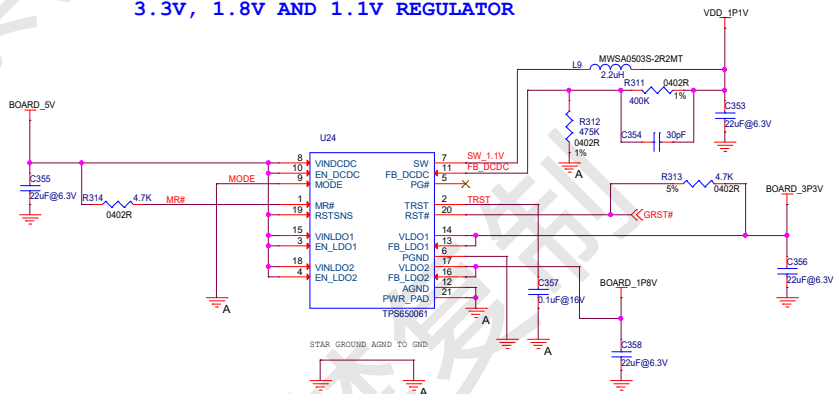 3.3V, 1.8V AND 1.1V REGULATOR
VDD_1P1V
L9
MWSA0503S-2R2MT
2.2uH
R311
0402R
400K
1%
BOARD_5V
R312
475K
0402R
1%
C354
30pF
C353
22uF@6.3V
A
U24
8
VINDCDC
10
EN_DCDC
9
MODE
MODE
1
MR#
19
RSTSNS
15
VINLDO1
3
EN_LDO1
18
VINLDO2
4
EN_LDO2
SW
7
SW_1.1V
FB_DCDC
11
FB_DCDC
PG#
5
TRST
2
TRST
RST#
20
VLDO1
14
FB_LDO1
13
PGND
6
VLDO2
17
FB_LDO2
16
AGND
12
PWR_PAD
21
TPS650061
C355
22uF@6.3V
R314
4.7K
0402R
MR#
A
R313
4.7K
5%
0402R
GRST#
BOARD_3P3V
C356
22uF@6.3V
BOARD_1P8V
C357
0.1uF@16V
A
A
C358
22uF@6.3V
STAR GROUND AGND TO GND
A